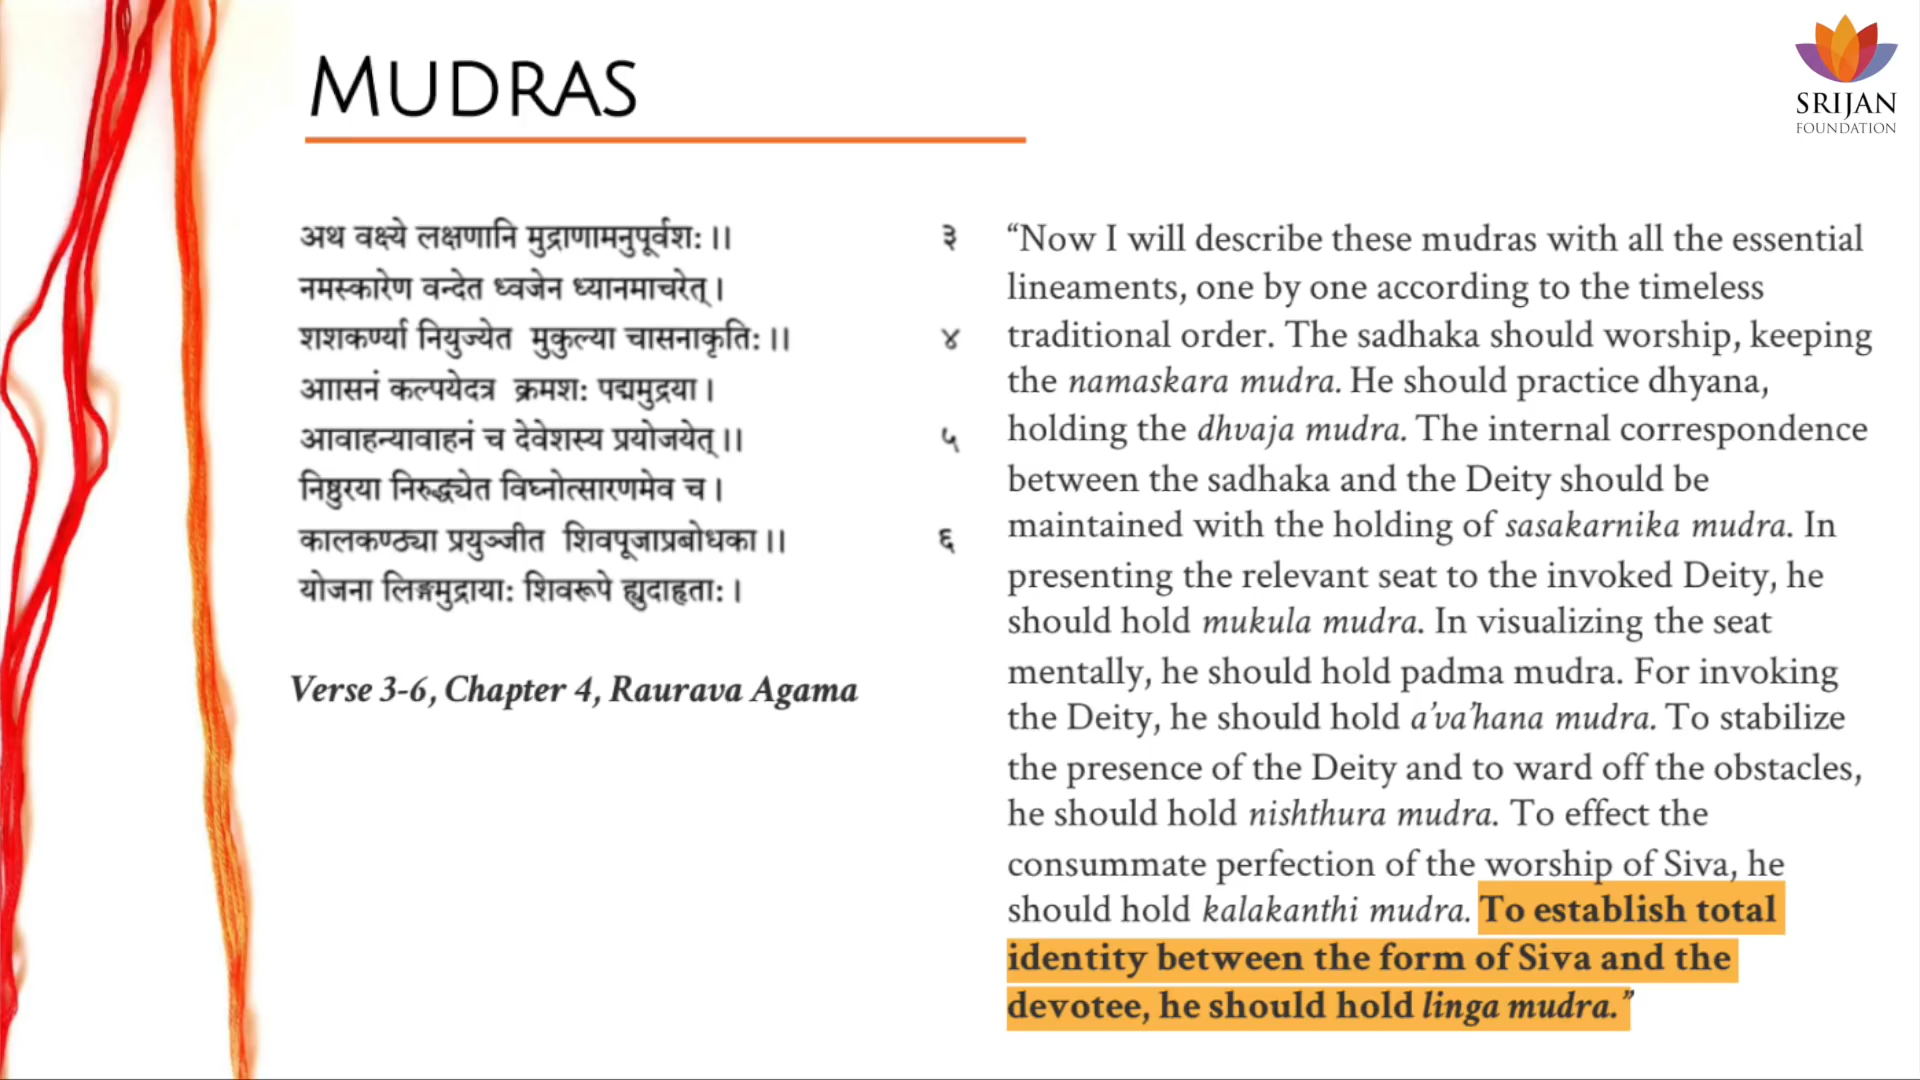 MUDRAS
SRIJAN
FOUNDATION
अथ वक्ष्ये लक्षणानि मुद्राणामनुपूर्वशः ।। ३
नमस्कारेण वन्देत ध्वजेन ध्यानमाचरेत् ।
शशकर्ण्या नियुज्येत मुकुल्या चासनाकृतिः ।। ४
आासनं कल्पयेदत्र क्रमशः पद्ममुद्रया ।
आवाहन्यावाहनं च देवेशस्य प्रयोजयेत् ।। ५
निष्ठुरया निरुद्ध्येत विघ्नोत्सारणमेव च ।
कालकण्ठ्या प्रयुञ्जीत शिवपूजाप्रबोधका ।। ६
योजना लिङ्गमुद्रायाः शिवरूपे ह्युदाहृताः ।
Verse 3-6, Chapter 4, Raurava Agama
“Now I will describe these mudras with all the essential
lineaments, one by one according to the timeless
traditional order. The sadhaka should worship, keeping
the namaskara mudra. He should practice dhyana,
holding the dhvaja mudra. The internal correspondence
between the sadhaka and the Deity should be
maintained with the holding of sasakarnika mudra. In
presenting the relevant seat to the invoked Deity, he
should hold mukula mudra. In visualizing the seat
mentally, he should hold padma mudra. For invoking
the Deity, he should hold a’va’hana mudra. To stabilize
the presence of the Deity and to ward off the obstacles,
he should hold nishthura mudra. To effect the
consummate perfection of the worship of Siva, he
should hold kalakanthi mudra. To establish total
identity between the form of Siva and the
devotee, he should hold linga mudra.”